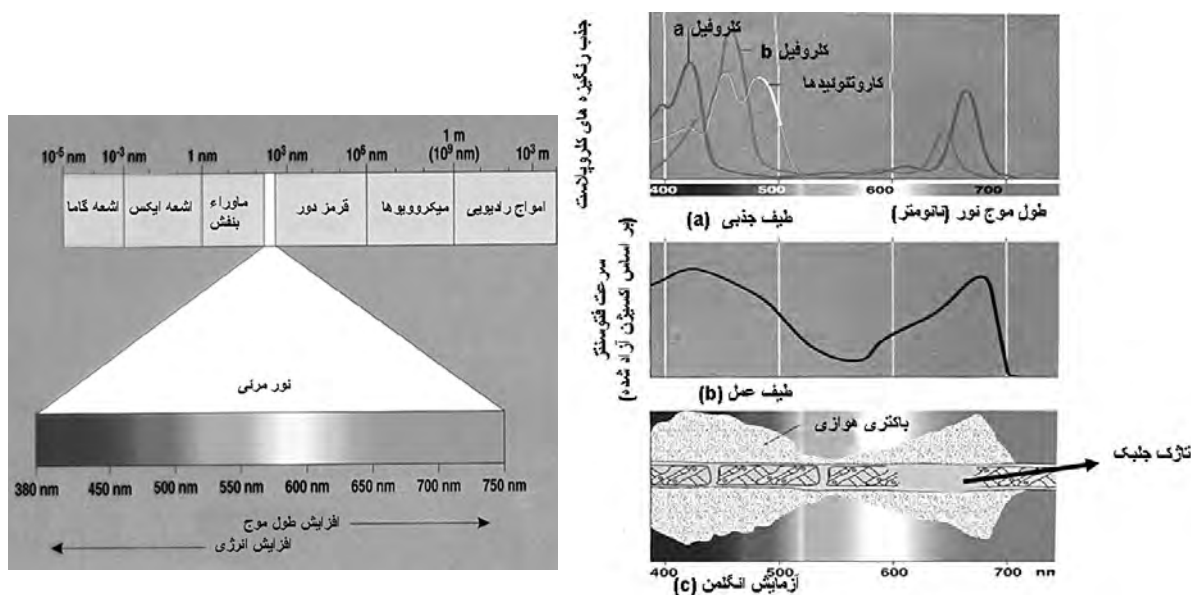 10⁻⁵ nm 10⁻³ nm 1 nm 10³ nm 10⁶ nm 1 m (10⁹ nm) 10³ m
اشعه گاما
اشعه ایکس
ماوراء بنفش
قرمز دور
میکروویوها
امواج رادیویی
نور مرئی
380 nm 450 nm 500 nm 550 nm 600 nm 650 nm 700 nm 750 nm
افزایش طول موج
افزایش انرژی
جذب رنگیزه های کلروپلاست
کلروفیل a
کلروفیل b
کاروتنوئیدها
400 500 600 700
طول موج نور (نانومتر)
طیف جذبی (a)
سرعت فتوسنتز
(بر اساس اکسیژن آزاد شده)
طیف عمل (b)
باکتری هوازی
تاژک جلبک
400 500 600 700 nm
آزمایش انگلمن (c)